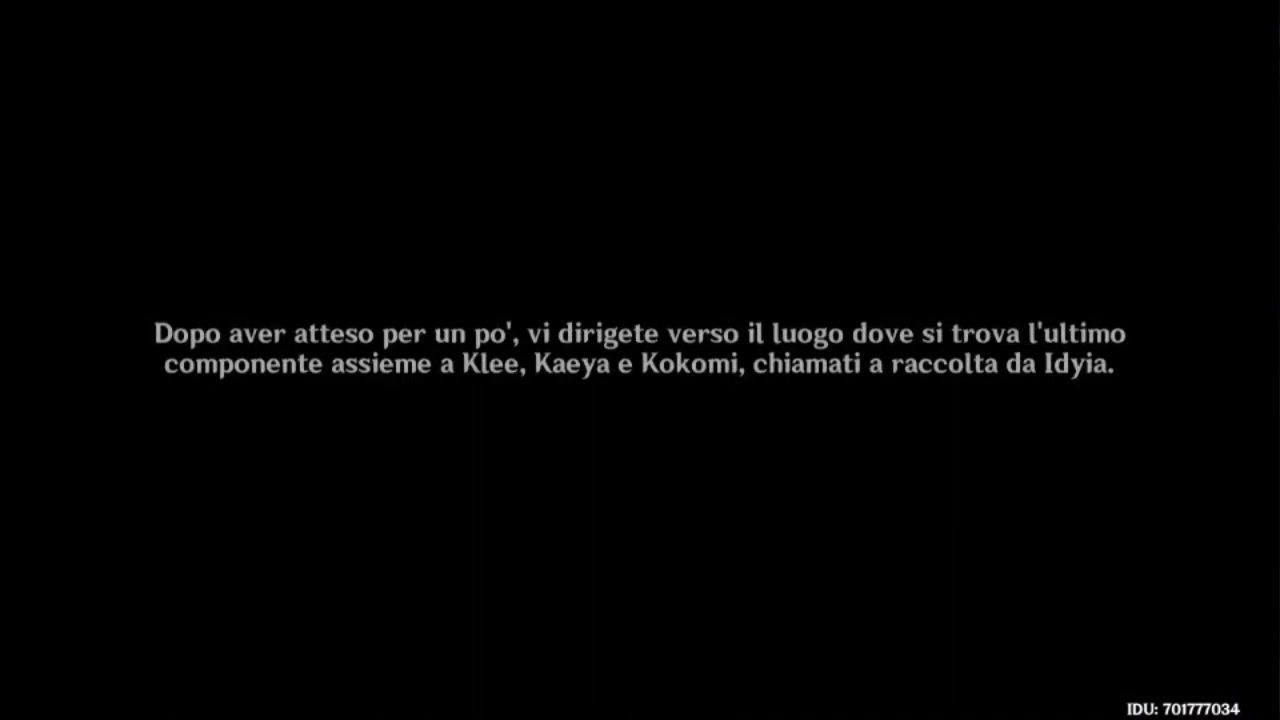 Dopo aver atteso per un po', vi dirigete verso il luogo dove si trova l'ultimo
componente assieme a Klee, Kaeya e Kokomi, chiamati a raccolta da Idyia.
IDU: 701777034